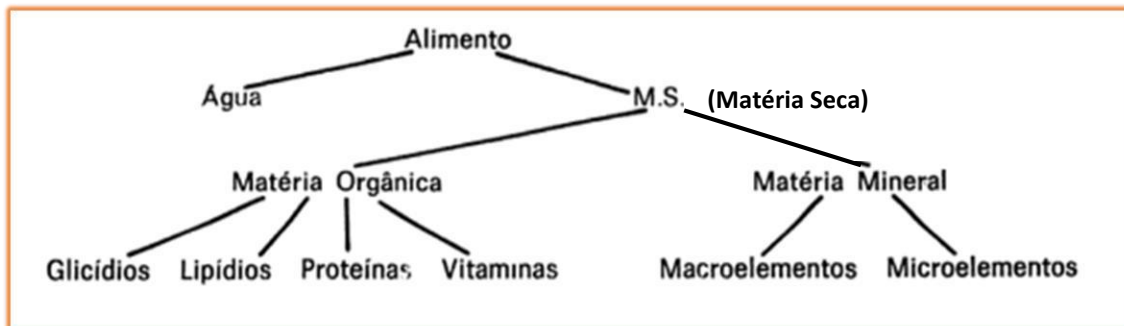 Alimento
Água M.S. (Matéria Seca)
Matéria Orgânica Matéria Mineral
Glicídios Lipídios Proteínas Vitaminas Macroelementos Microelementos